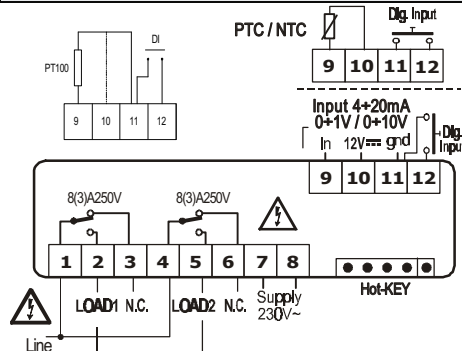 PT100
DI
9 10 11 12
PTC / NTC
Dig. Input
9 10 11 12
Input 4÷20mA
0÷1V / 0÷10V
In 12V gnd
Dig.
Input
9 10 11 12
8(3)A250V 8(3)A250V
1 2 3 4 5 6 7 8
LOAD1 N.C. LOAD2 N.C. Supply
230V~
Hot-KEY
Line